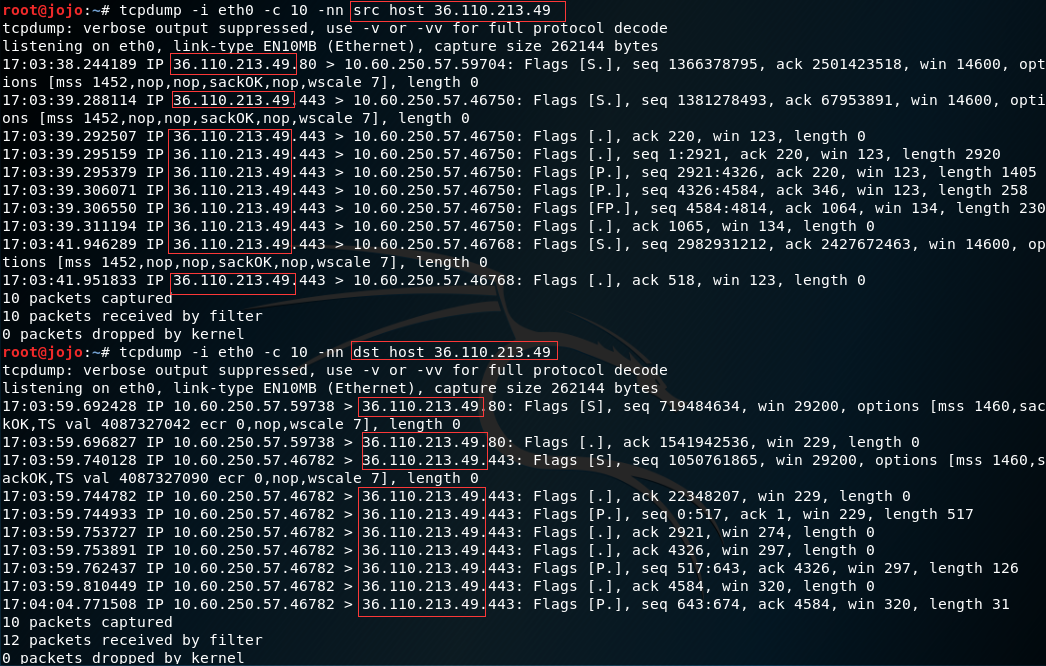 root@jojo:~# tcpdump -i eth0 -c 10 -nn src host 36.110.213.49
tcpdump: verbose output suppressed, use -v or -vv for full protocol decode
listening on eth0, link-type EN10MB (Ethernet), capture size 262144 bytes
17:03:38.244189 IP 36.110.213.49.80 > 10.60.250.57.59704: Flags [S.], seq 1366378795, ack 2501423518, win 14600, opt
ions [mss 1452,nop,nop,sackOK,nop,wscale 7], length 0
17:03:39.288114 IP 36.110.213.49.443 > 10.60.250.57.46750: Flags [S.], seq 1381278493, ack 67953891, win 14600, opti
ons [mss 1452,nop,nop,sackOK,nop,wscale 7], length 0
17:03:39.292507 IP 36.110.213.49.443 > 10.60.250.57.46750: Flags [.], ack 220, win 123, length 0
17:03:39.295159 IP 36.110.213.49.443 > 10.60.250.57.46750: Flags [.], seq 1:2921, ack 220, win 123, length 2920
17:03:39.295379 IP 36.110.213.49.443 > 10.60.250.57.46750: Flags [P.], seq 2921:4326, ack 220, win 123, length 1405
17:03:39.306071 IP 36.110.213.49.443 > 10.60.250.57.46750: Flags [P.], seq 4326:4584, ack 346, win 123, length 258
17:03:39.306550 IP 36.110.213.49.443 > 10.60.250.57.46750: Flags [FP.], seq 4584:4814, ack 1064, win 134, length 230
17:03:39.311194 IP 36.110.213.49.443 > 10.60.250.57.46750: Flags [.], ack 1065, win 134, length 0
17:03:41.946289 IP 36.110.213.49.443 > 10.60.250.57.46768: Flags [S.], seq 2982931212, ack 2427672463, win 14600, op
tions [mss 1452,nop,nop,sackOK,nop,wscale 7], length 0
17:03:41.951833 IP 36.110.213.49.443 > 10.60.250.57.46768: Flags [.], ack 518, win 123, length 0
10 packets captured
10 packets received by filter
0 packets dropped by kernel
root@jojo:~# tcpdump -i eth0 -c 10 -nn dst host 36.110.213.49
tcpdump: verbose output suppressed, use -v or -vv for full protocol decode
listening on eth0, link-type EN10MB (Ethernet), capture size 262144 bytes
17:03:59.692428 IP 10.60.250.57.59738 > 36.110.213.49.80: Flags [S], seq 719484634, win 29200, options [mss 1460,sac
kOK,TS val 4087327042 ecr 0,nop,wscale 7], length 0
17:03:59.696827 IP 10.60.250.57.59738 > 36.110.213.49.80: Flags [.], ack 1541942536, win 229, length 0
17:03:59.740128 IP 10.60.250.57.46782 > 36.110.213.49.443: Flags [S], seq 1050761865, win 29200, options [mss 1460,s
ackOK,TS val 4087327090 ecr 0,nop,wscale 7], length 0
17:03:59.744782 IP 10.60.250.57.46782 > 36.110.213.49.443: Flags [.], ack 22348207, win 229, length 0
17:03:59.744933 IP 10.60.250.57.46782 > 36.110.213.49.443: Flags [P.], seq 0:517, ack 1, win 229, length 517
17:03:59.753727 IP 10.60.250.57.46782 > 36.110.213.49.443: Flags [.], ack 2921, win 274, length 0
17:03:59.753891 IP 10.60.250.57.46782 > 36.110.213.49.443: Flags [.], ack 4326, win 297, length 0
17:03:59.762437 IP 10.60.250.57.46782 > 36.110.213.49.443: Flags [P.], seq 517:643, ack 4326, win 297, length 126
17:03:59.810449 IP 10.60.250.57.46782 > 36.110.213.49.443: Flags [.], ack 4584, win 320, length 0
17:04:04.771508 IP 10.60.250.57.46782 > 36.110.213.49.443: Flags [P.], seq 643:674, ack 4584, win 320, length 31
10 packets captured
12 packets received by filter
0 packets dropped by kernel